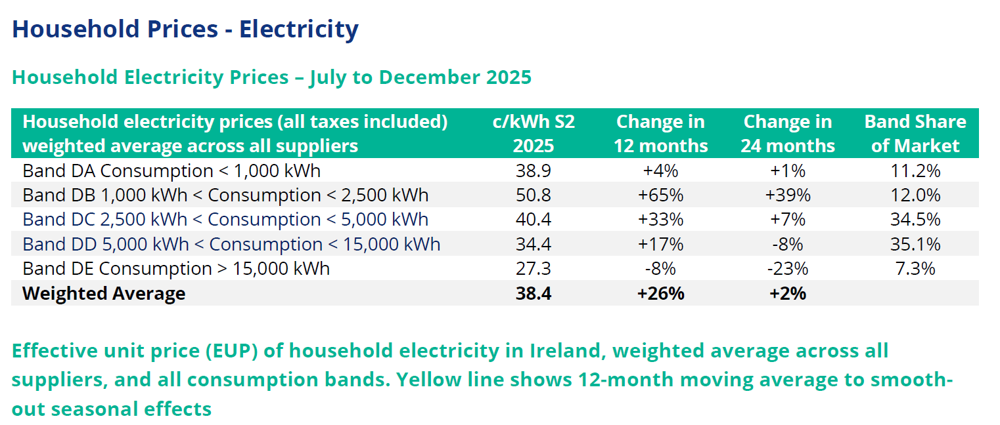 Household Prices - Electricity
Household Electricity Prices – July to December 2025
Household electricity prices (all taxes included) weighted average across all suppliers c/kWh S2 2025 Change in 12 months Change in 24 months Band Share of Market
Band DA Consumption < 1,000 kWh 38.9 +4% +1% 11.2%
Band DB 1,000 kWh < Consumption < 2,500 kWh 50.8 +65% +39% 12.0%
Band DC 2,500 kWh < Consumption < 5,000 kWh 40.4 +33% +7% 34.5%
Band DD 5,000 kWh < Consumption < 15,000 kWh 34.4 +17% -8% 35.1%
Band DE Consumption > 15,000 kWh 27.3 -8% -23% 7.3%
Weighted Average 38.4 +26% +2%
Effective unit price (EUP) of household electricity in Ireland, weighted average across all
suppliers, and all consumption bands. Yellow line shows 12-month moving average to smooth-
out seasonal effects